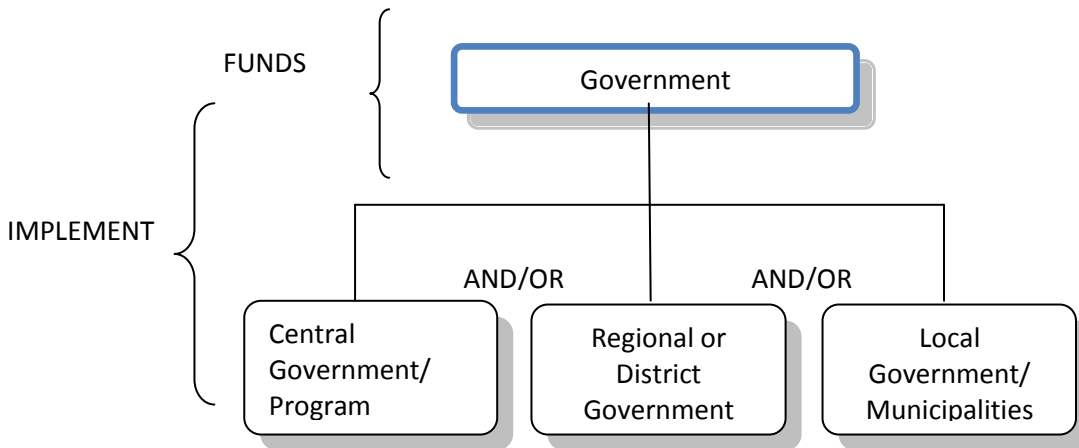 FUNDS
Government
IMPLEMENT
AND/OR
AND/OR
Central
Government/
Program
Regional or
District
Government
Local
Government/
Municipalities